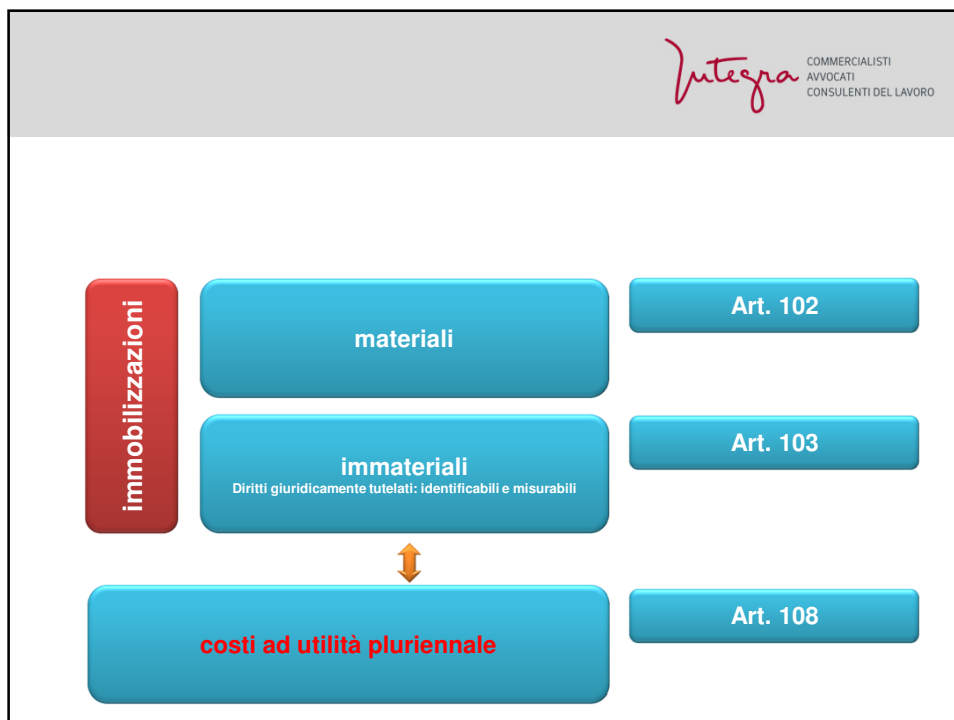 Integra
COMMERCIALISTI
AVVOCATI
CONSULENTI DEL LAVORO
immobilizzazioni
materiali
Art. 102
immateriali
Diritti giuridicamente tutelati: identificabili e misurabili
Art. 103
costi ad utilità pluriennale
Art. 108